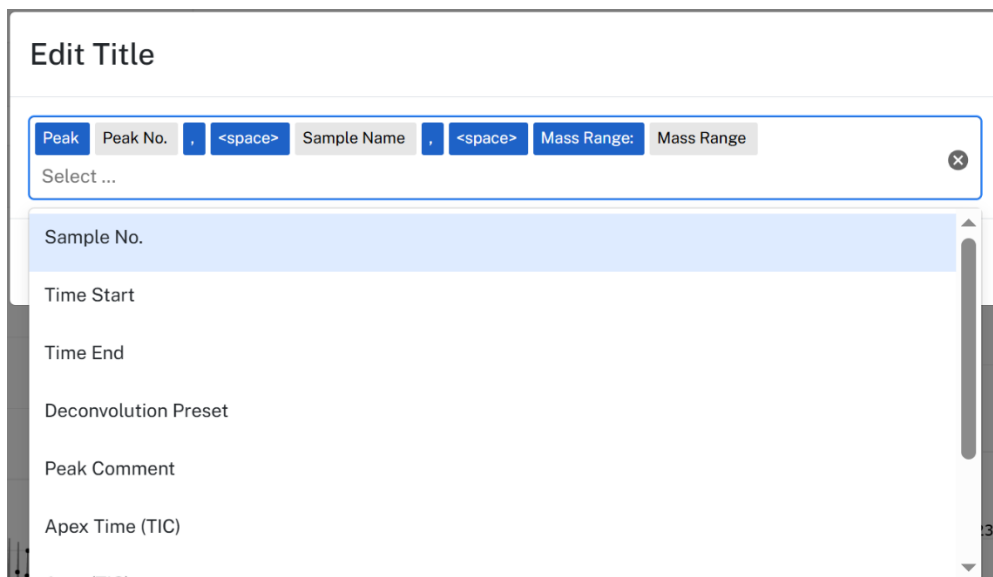 Edit Title
Peak Peak No. , <space> Sample Name , <space> Mass Range: Mass Range
Select ...
Sample No.
Time Start
Time End
Deconvolution Preset
Peak Comment
Apex Time (TIC)